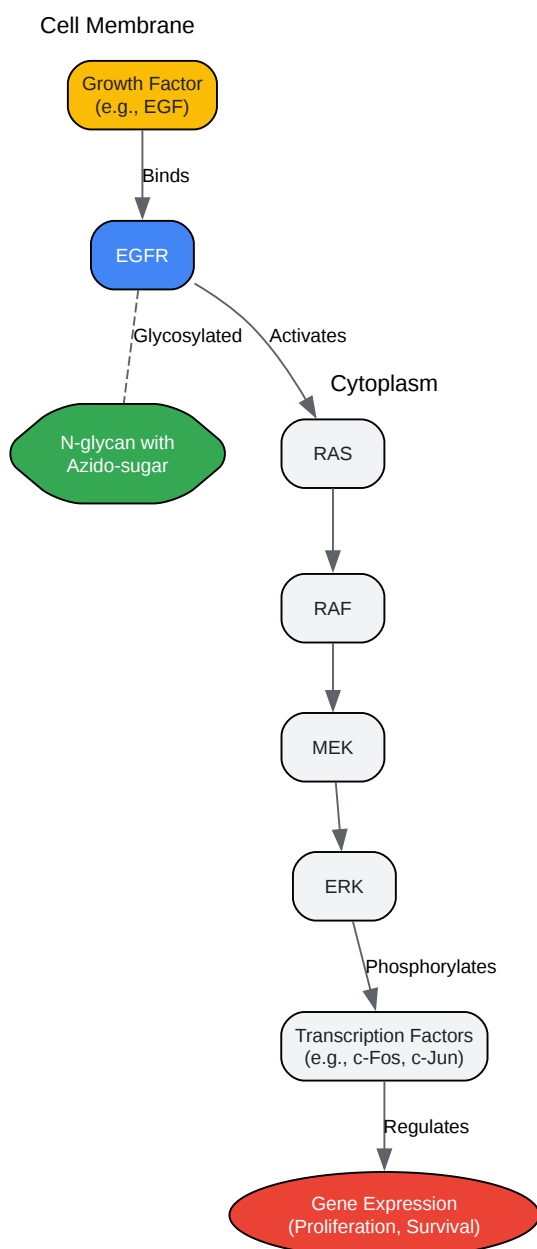 Cell Membrane
Growth Factor
(e.g., EGF)
Binds
EGFR
Glycosylated
Activates
Cytoplasm
N-glycan with
Azido-sugar
RAS
RAF
MEK
ERK
Phosphorylates
Transcription Factors
(e.g., c-Fos, c-Jun)
Regulates
Gene Expression
(Proliferation, Survival)